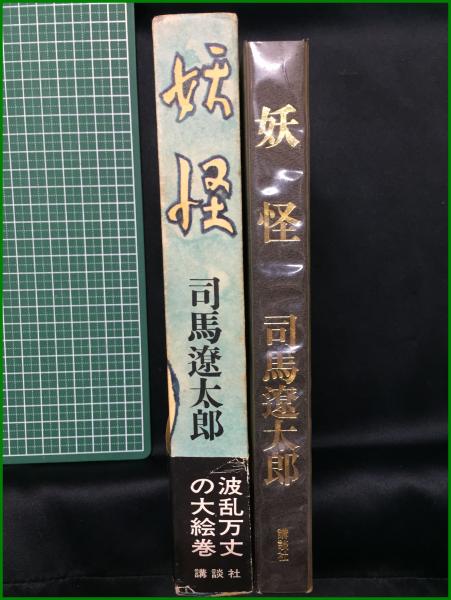 妖怪
司馬遼太郎
波乱万丈
の大絵巻
講談社
妖怪
司馬遼太郎
講談社